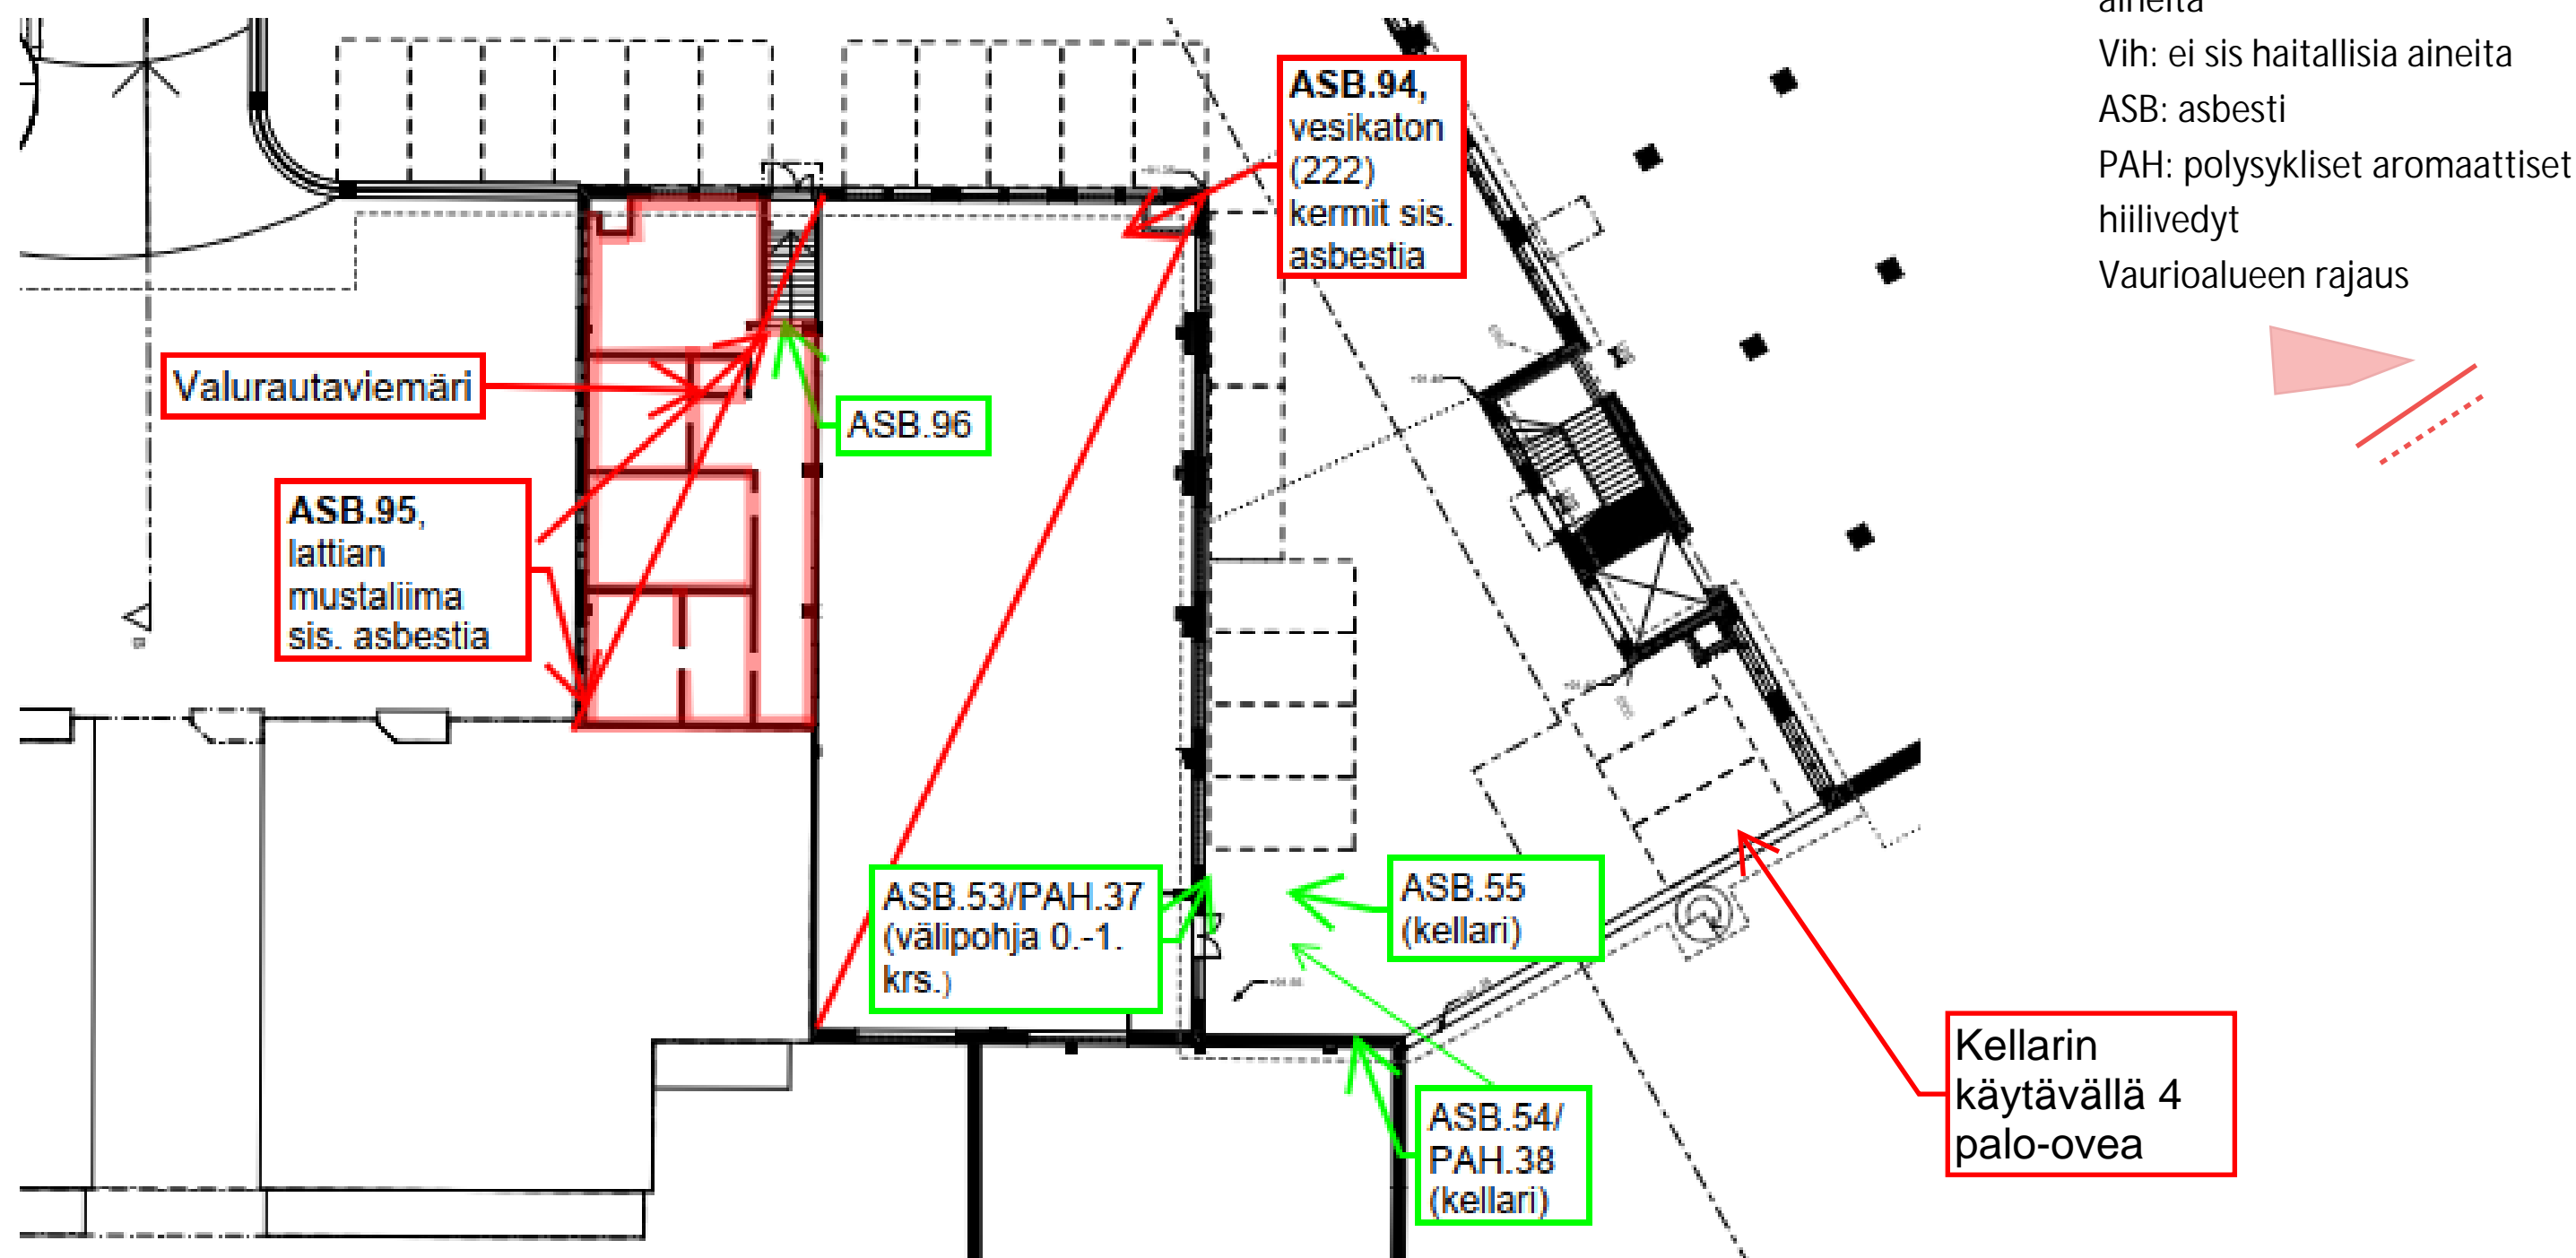 aineita
Vih: ei sis haitallisia aineita
ASB: asbesti
PAH: polysykliset aromaattiset
hiilivedyt
Vaurioalueen rajaus
ASB.94,
vesikaton
(222)
kermit sis.
asbestia
Valurautaviemäri
ASB.96
ASB.95,
lattian
mustaliima
sis. asbestia
ASB.53/PAH.37
(välipohja 0.-1.
krs.)
ASB.55
(kellari)
ASB.54/
PAH.38
(kellari)
Kellarin
käytävällä 4
palo-ovea